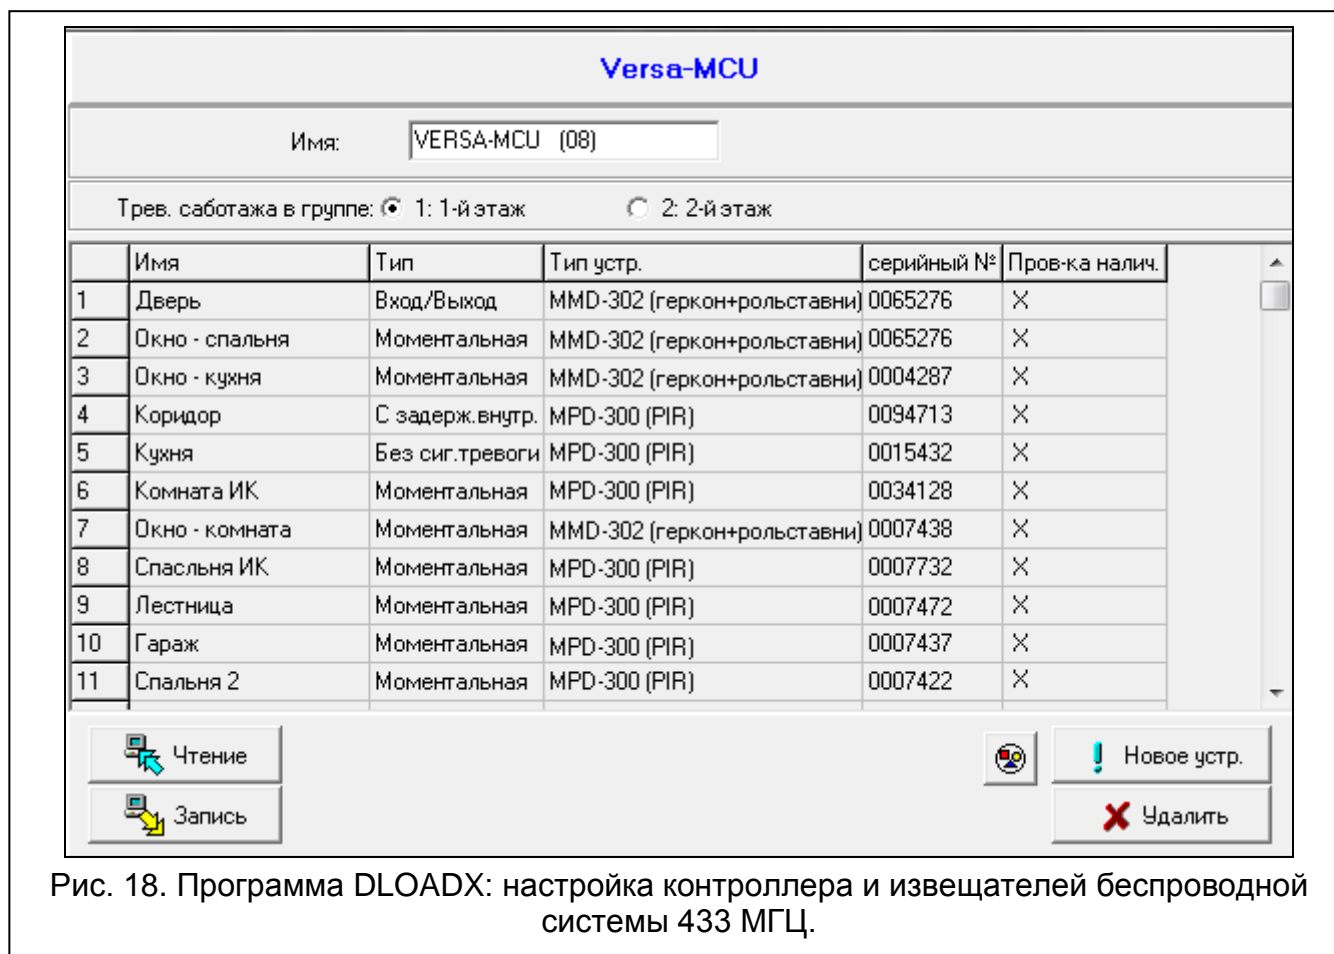 Versa-MCU
Имя: VERSA-MCU (08)
Трев. саботажа в группе: 1: 1-й этаж 2: 2-й этаж
Имя Тип Тип устр. серийный № Пров-ка налич.
1 Дверь Вход/Выход MMD-302 (геркон+рольставни) 0065276 X
2 Окно - спальня Моментальная MMD-302 (геркон+рольставни) 0065276 X
3 Окно - кухня Моментальная MMD-302 (геркон+рольставни) 0004287 X
4 Коридор С задерж.внутр. MPD-300 (PIR) 0094713 X
5 Кухня Без сиг.тревоги MPD-300 (PIR) 0015432 X
6 Комната ИК Моментальная MPD-300 (PIR) 0034128 X
7 Окно - комната Моментальная MMD-302 (геркон+рольставни) 0007438 X
8 Спасльня ИК Моментальная MPD-300 (PIR) 0007732 X
9 Лестница Моментальная MPD-300 (PIR) 0007472 X
10 Гараж Моментальная MPD-300 (PIR) 0007437 X
11 Спальня 2 Моментальная MPD-300 (PIR) 0007422 X
Чтение Новое устр.
Запись Удалить
Рис. 18. Программа DLOADX: настройка контроллера и извещателей беспроводной
системы 433 МГЦ.